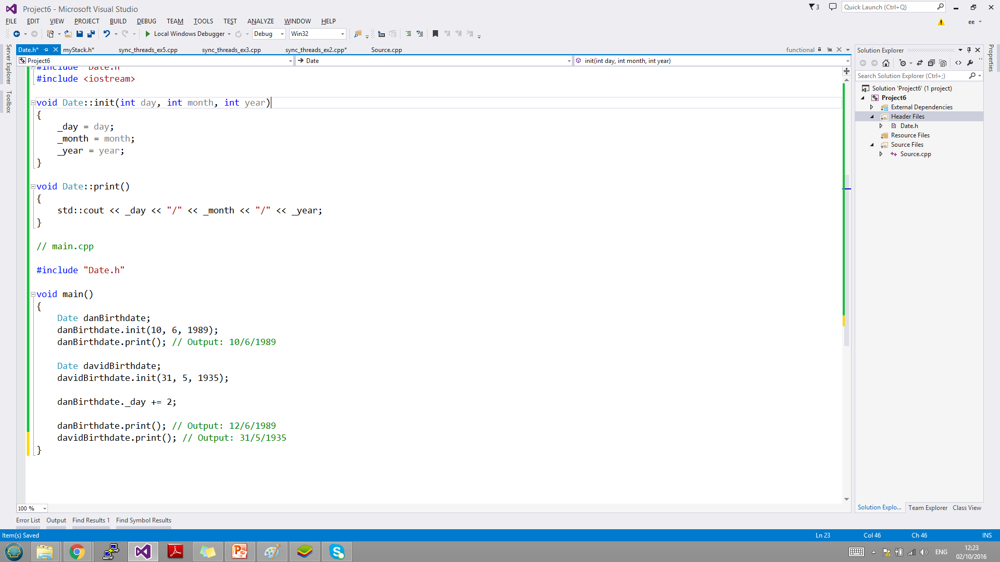 Project6 - Microsoft Visual Studio
3
Quick Launch (Ctrl+Q)
FILE EDIT VIEW PROJECT BUILD DEBUG TEAM TOOLS TEST ANALYZE WINDOW HELP
ee
Local Windows Debugger Debug Win32
Server Explorer
Toolbox
Date.h* myStack.h* sync_threads_ex5.cpp sync_threads_ex3.cpp sync_threads_ex2.cpp* Source.cpp functional
Project6 Date init(int day, int month, int year)
#include "Date.h"
#include <iostream>
void Date::init(int day, int month, int year)
{
_day = day;
_month = month;
_year = year;
}
void Date::print()
{
std::cout << _day << "/" << _month << "/" << _year;
}
// main.cpp
#include "Date.h"
void main()
{
Date danBirthdate;
danBirthdate.init(10, 6, 1989);
danBirthdate.print(); // Output: 10/6/1989
Date davidBirthdate;
davidBirthdate.init(31, 5, 1935);
danBirthdate._day += 2;
danBirthdate.print(); // Output: 12/6/1989
davidBirthdate.print(); // Output: 31/5/1935
}
100 %
Solution Explorer
Search Solution Explorer (Ctrl+;)
Solution 'Project6' (1 project)
Project6
External Dependencies
Header Files
Date.h
Resource Files
Source Files
Source.cpp
Solution Explo... Team Explorer Class View
Properties
Error List Output Find Results 1 Find Symbol Results
Item(s) Saved Ln 23 Col 46 Ch 46 INS
ENG
12:23
02/10/2016